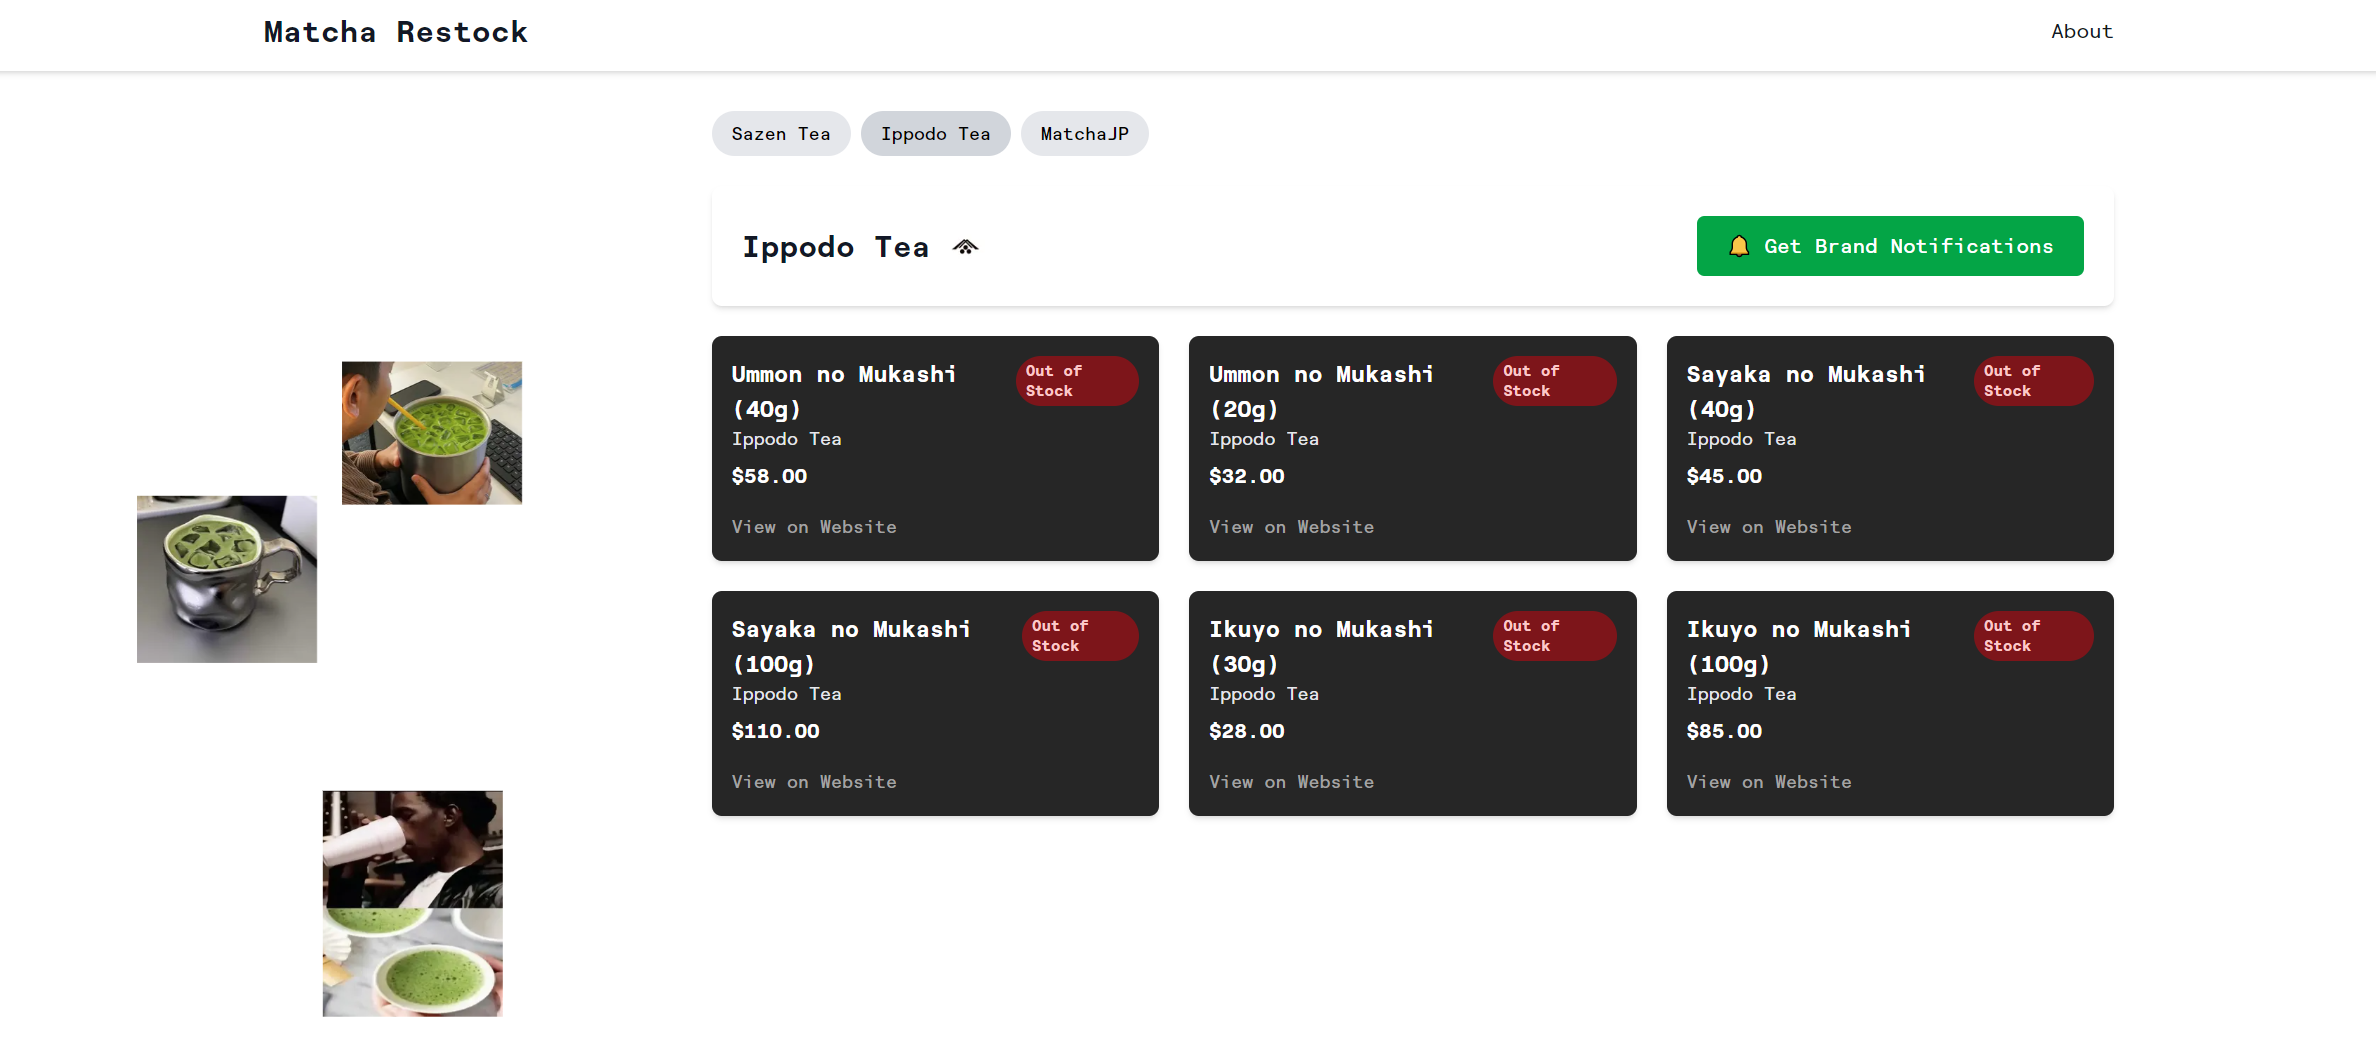 Matcha Restock
About
Sazen Tea
Ippodo Tea
MatchaJP
Ippodo Tea
Get Brand Notifications
Ummon no Mukashi
(40g)
Out of
Stock
Ippodo Tea
$58.00
View on Website
Ummon no Mukashi
(20g)
Out of
Stock
Ippodo Tea
$32.00
View on Website
Sayaka no Mukashi
(40g)
Out of
Stock
Ippodo Tea
$45.00
View on Website
Sayaka no Mukashi
(100g)
Out of
Stock
Ippodo Tea
$110.00
View on Website
Ikuyo no Mukashi
(30g)
Out of
Stock
Ippodo Tea
$28.00
View on Website
Ikuyo no Mukashi
(100g)
Out of
Stock
Ippodo Tea
$85.00
View on Website